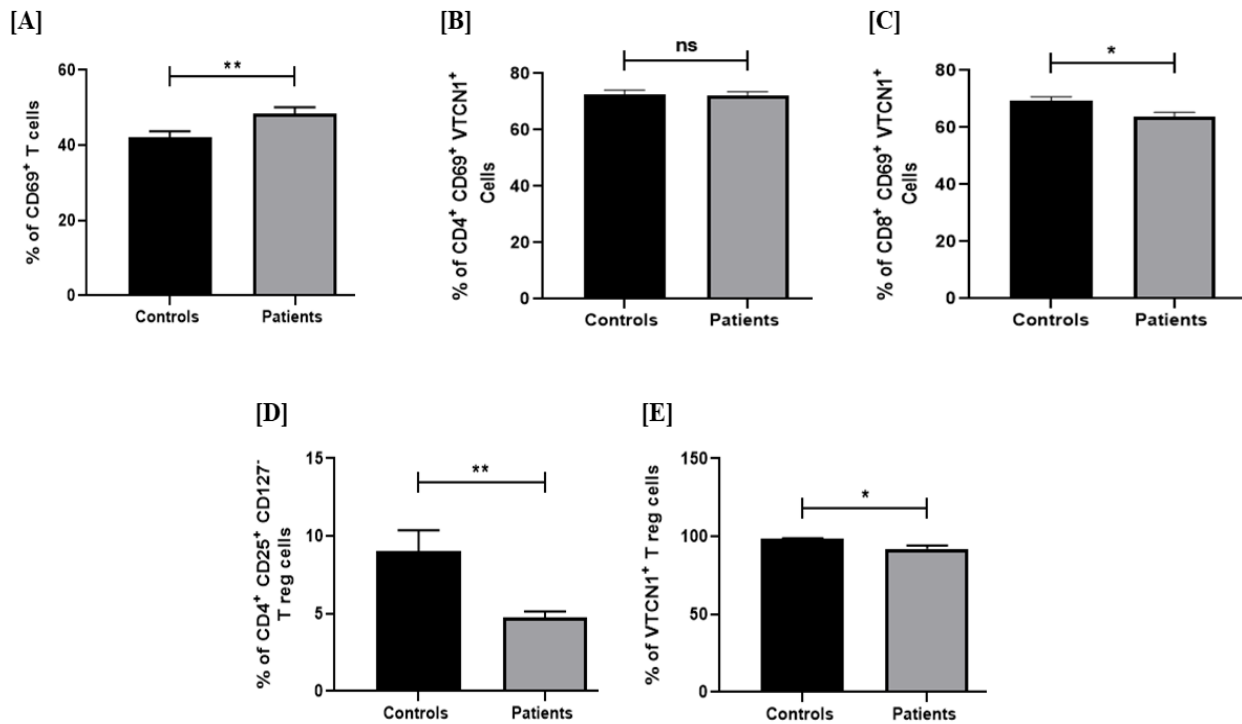 [A]
% of CD69⁺ T cells
60
40
20
0
**
Controls
Patients
[B]
% of CD4⁺ CD69⁺ VTCN1⁺
Cells
80
60
40
20
0
ns
Controls
Patients
[C]
% of CD8⁺ CD69⁺ VTCN1⁺
Cells
80
60
40
20
0
*
Controls
Patients
[D]
% of CD4⁺ CD25⁺ CD127⁻
T reg cells
15
10
5
0
**
Controls
Patients
[E]
% of VTCN1⁺ T reg cells
150
100
50
0
*
Controls
Patients